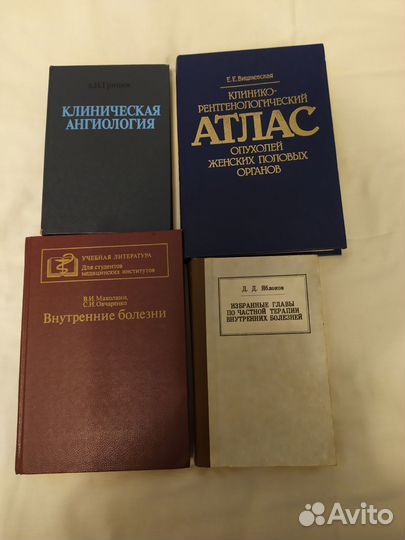 А.Н. Грицюк
КЛИНИЧЕСКАЯ
АНГИОЛОГИЯ
Е. Е. Вишневская
КЛИНИКО-
РЕНТГЕНОЛОГИЧЕСКИЙ
АТЛАС
ОПУХОЛЕЙ
ЖЕНСКИХ ПОЛОВЫХ
ОРГАНОВ
УЧЕБНАЯ ЛИТЕРАТУРА
Для студентов
медицинских институтов
В.И. Маколкин,
С.И. Овчаренко
Внутренние болезни
Д. Д. Яблоков
ИЗБРАННЫЕ ГЛАВЫ
ПО ЧАСТНОЙ ТЕРАПИИ
ВНУТРЕННИХ БОЛЕЗНЕЙ
Avito